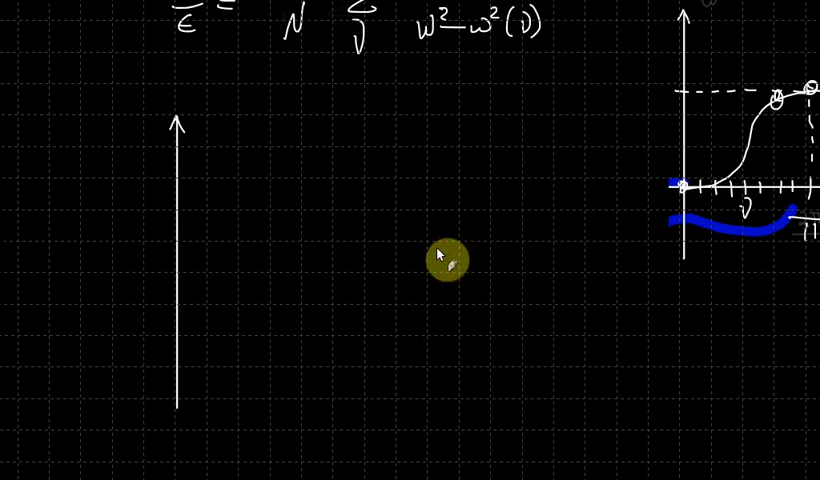 — =
ε N Σ
ν ω² — ω²(ν)
ω
ν
π